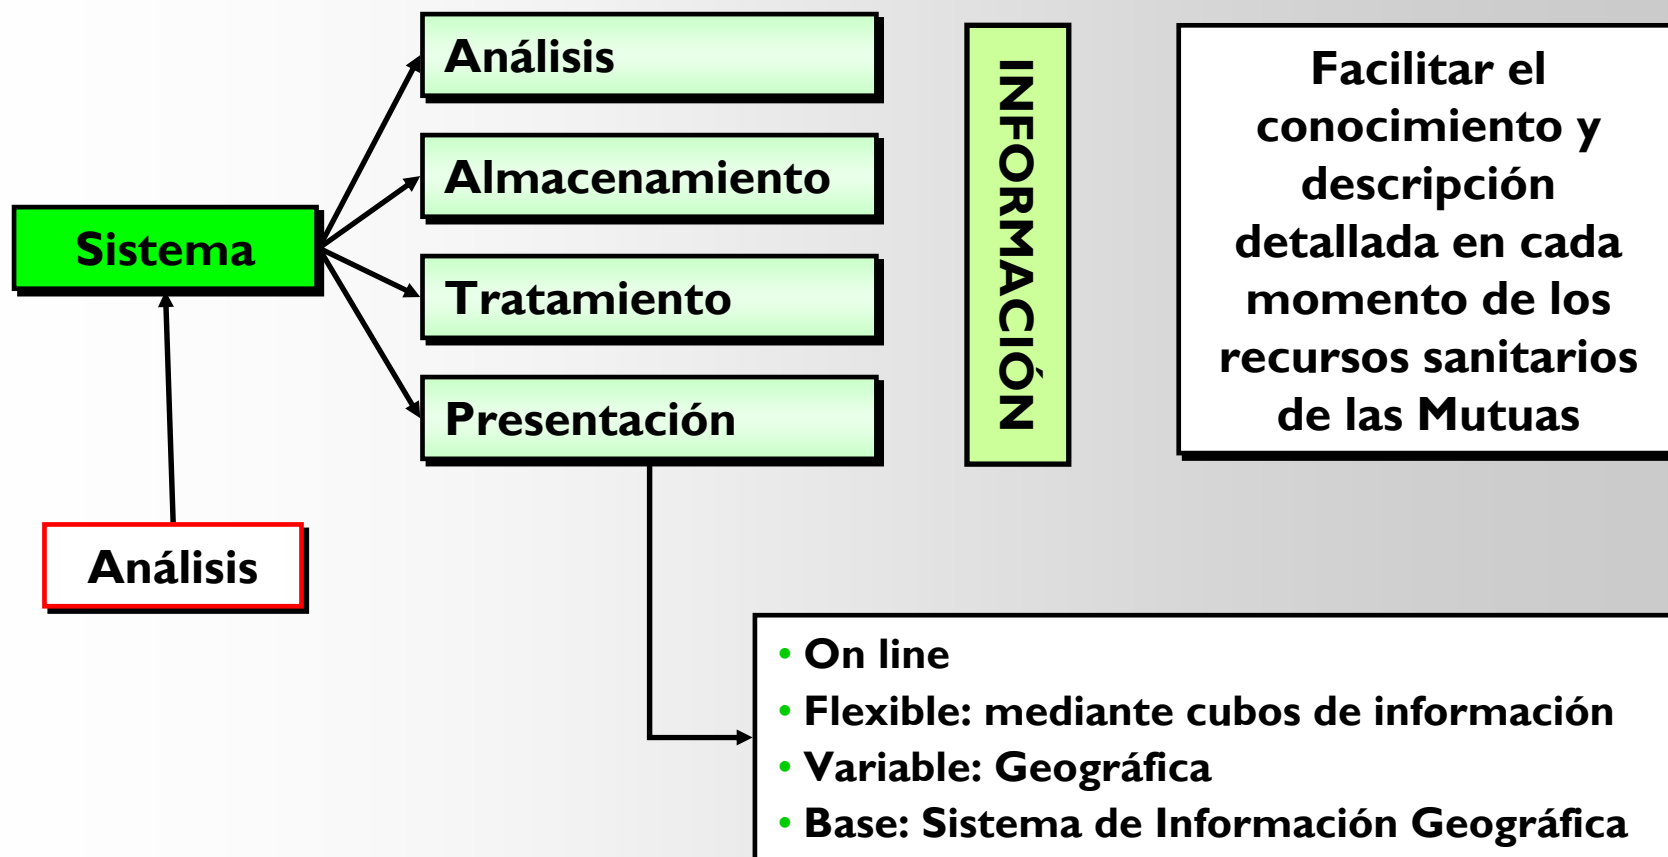 Análisis
Almacenamiento
Sistema
Tratamiento
Presentación
Análisis
INFORMACIÓN
Facilitar el
conocimiento y
descripción
detallada en cada
momento de los
recursos sanitarios
de las Mutuas
• On line
• Flexible: mediante cubos de información
• Variable: Geográfica
• Base: Sistema de Información Geográfica